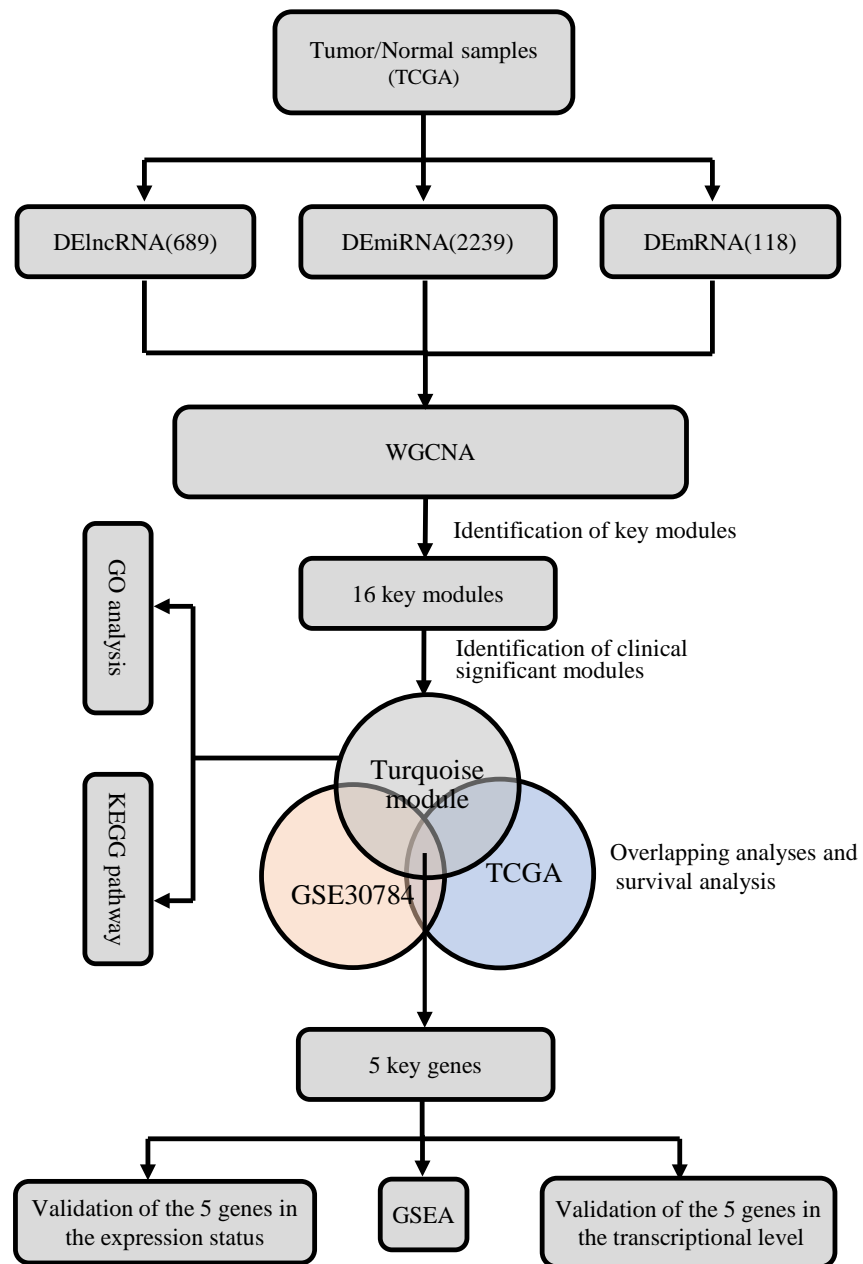 Tumor/Normal samples
(TCGA)
DElncRNA(689)
DEmiRNA(2239)
DEmRNA(118)
WGCNA
Identification of key modules
16 key modules
Identification of clinical
significant modules
GO analysis
KEGG pathway
Turquoise
module
GSE30784
TCGA
Overlapping analyses and
survival analysis
5 key genes
Validation of the 5 genes in
the expression status
GSEA
Validation of the 5 genes in
the transcriptional level